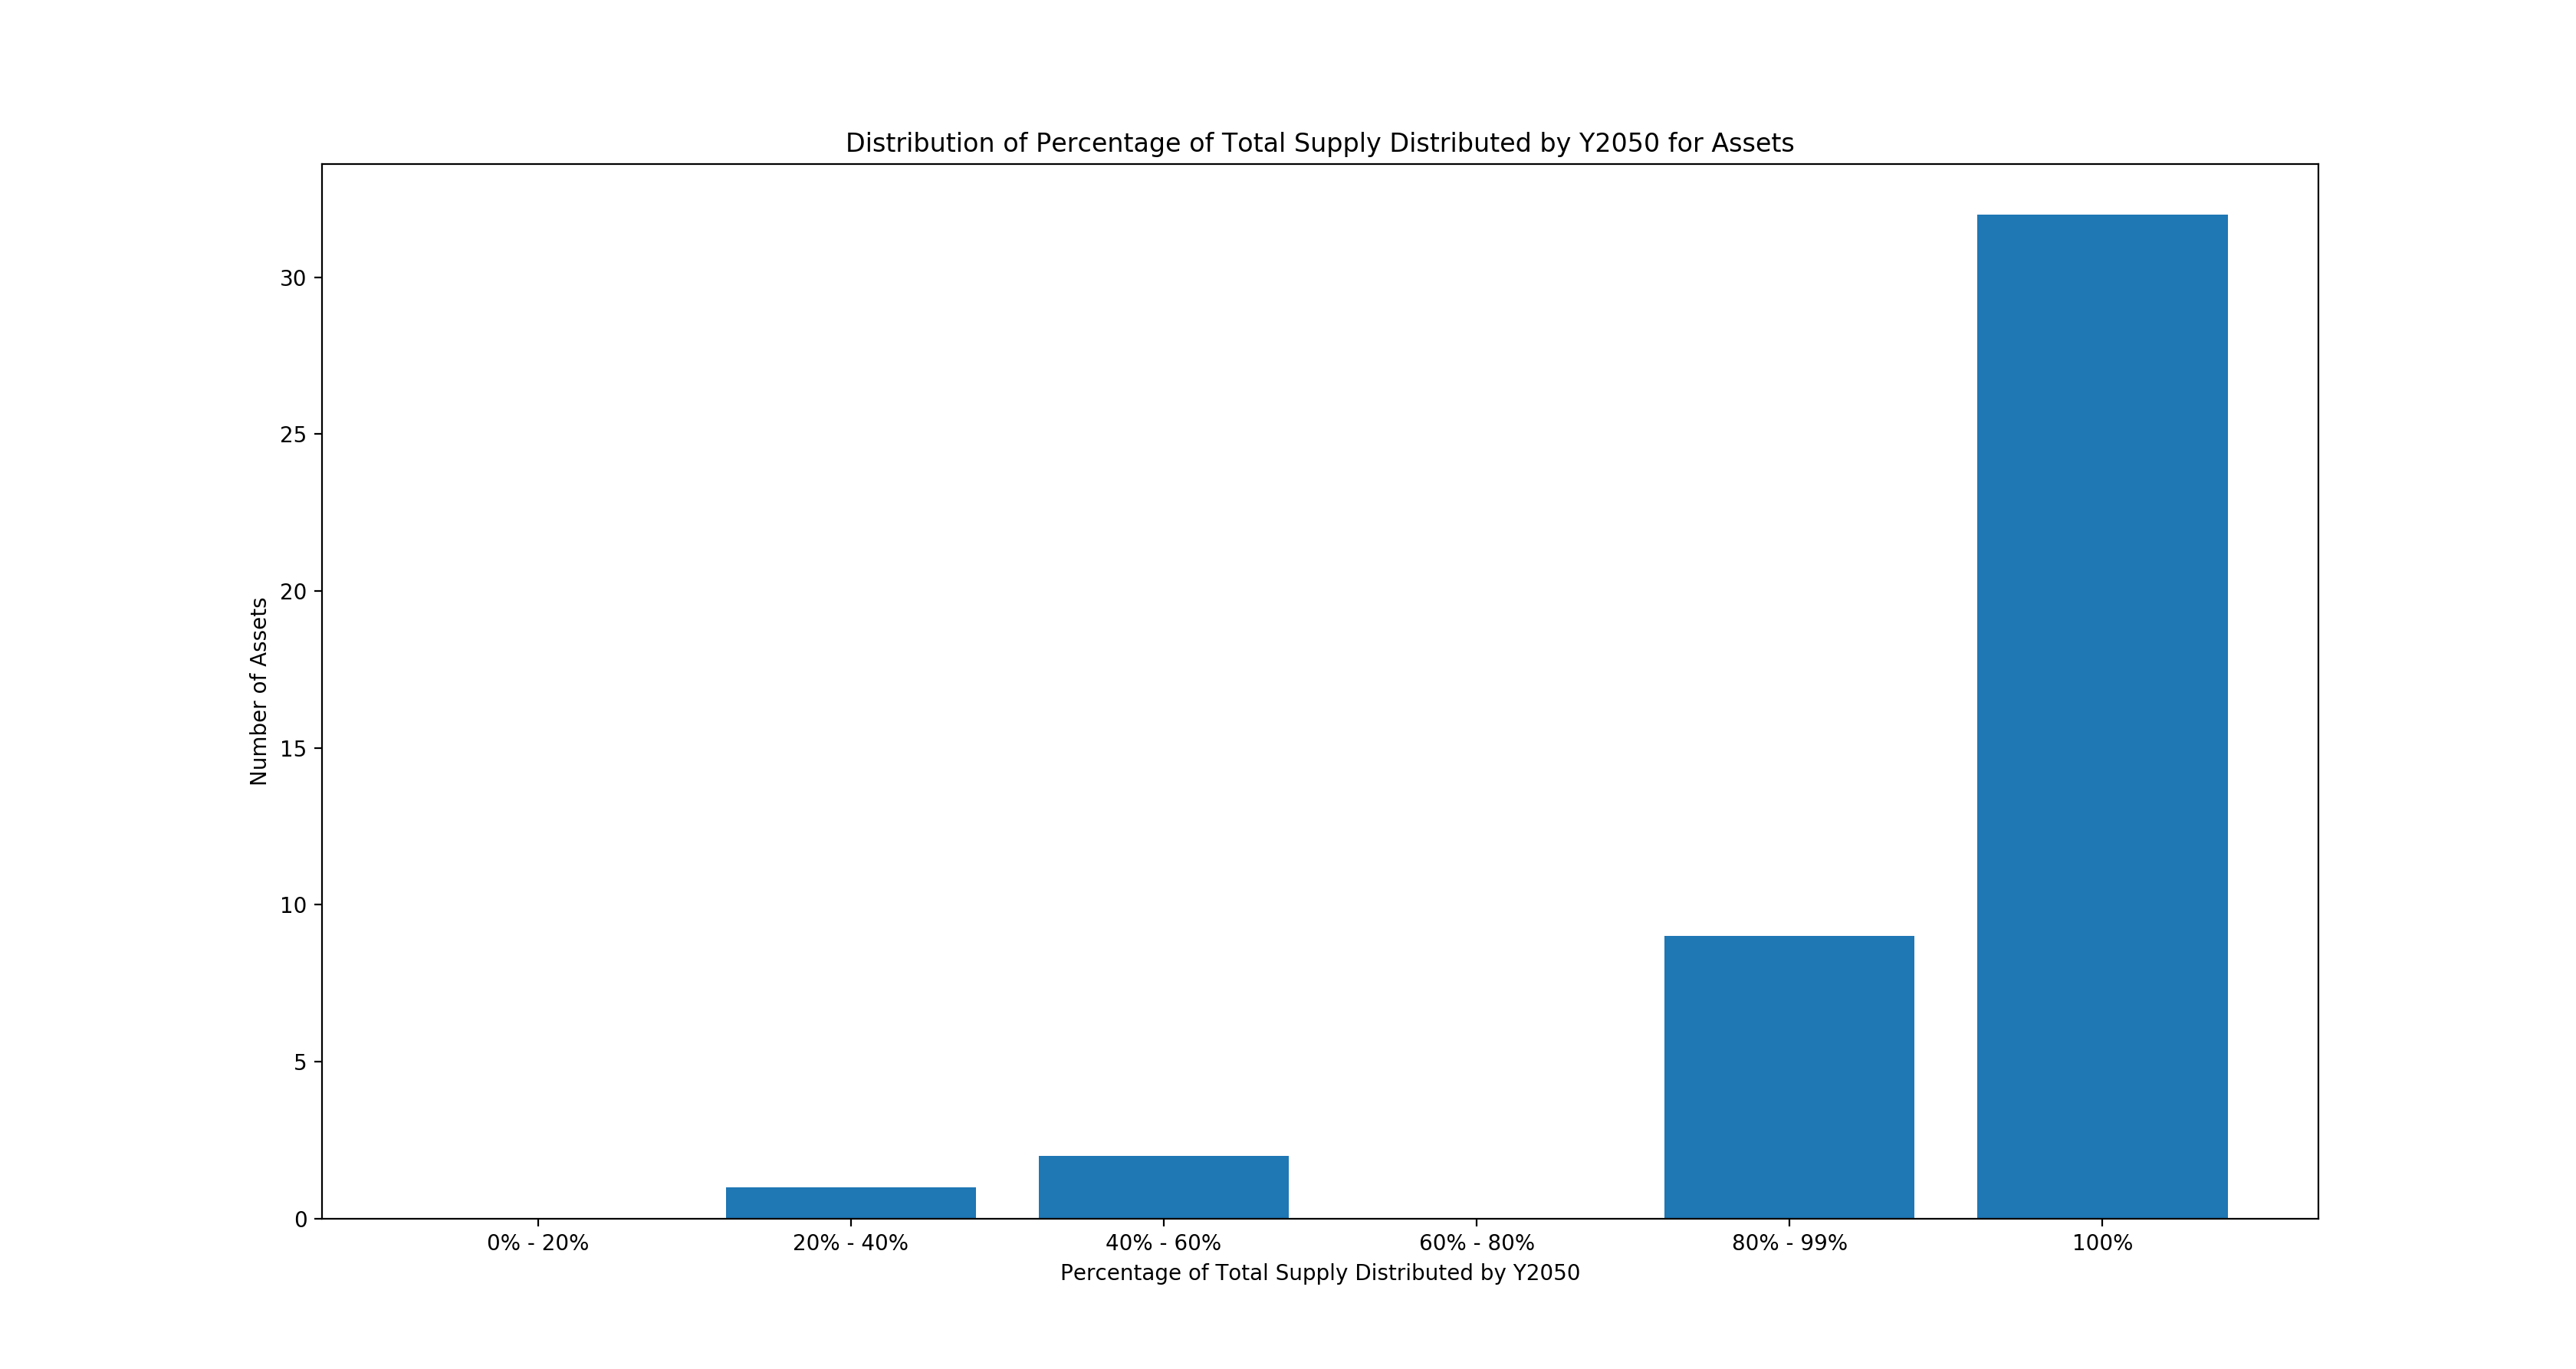 Distribution of Percentage of Total Supply Distributed by Y2050 for Assets
Number of Assets
30
25
20
15
10
5
0
0% - 20% 20% - 40% 40% - 60% 60% - 80% 80% - 99% 100%
Percentage of Total Supply Distributed by Y2050